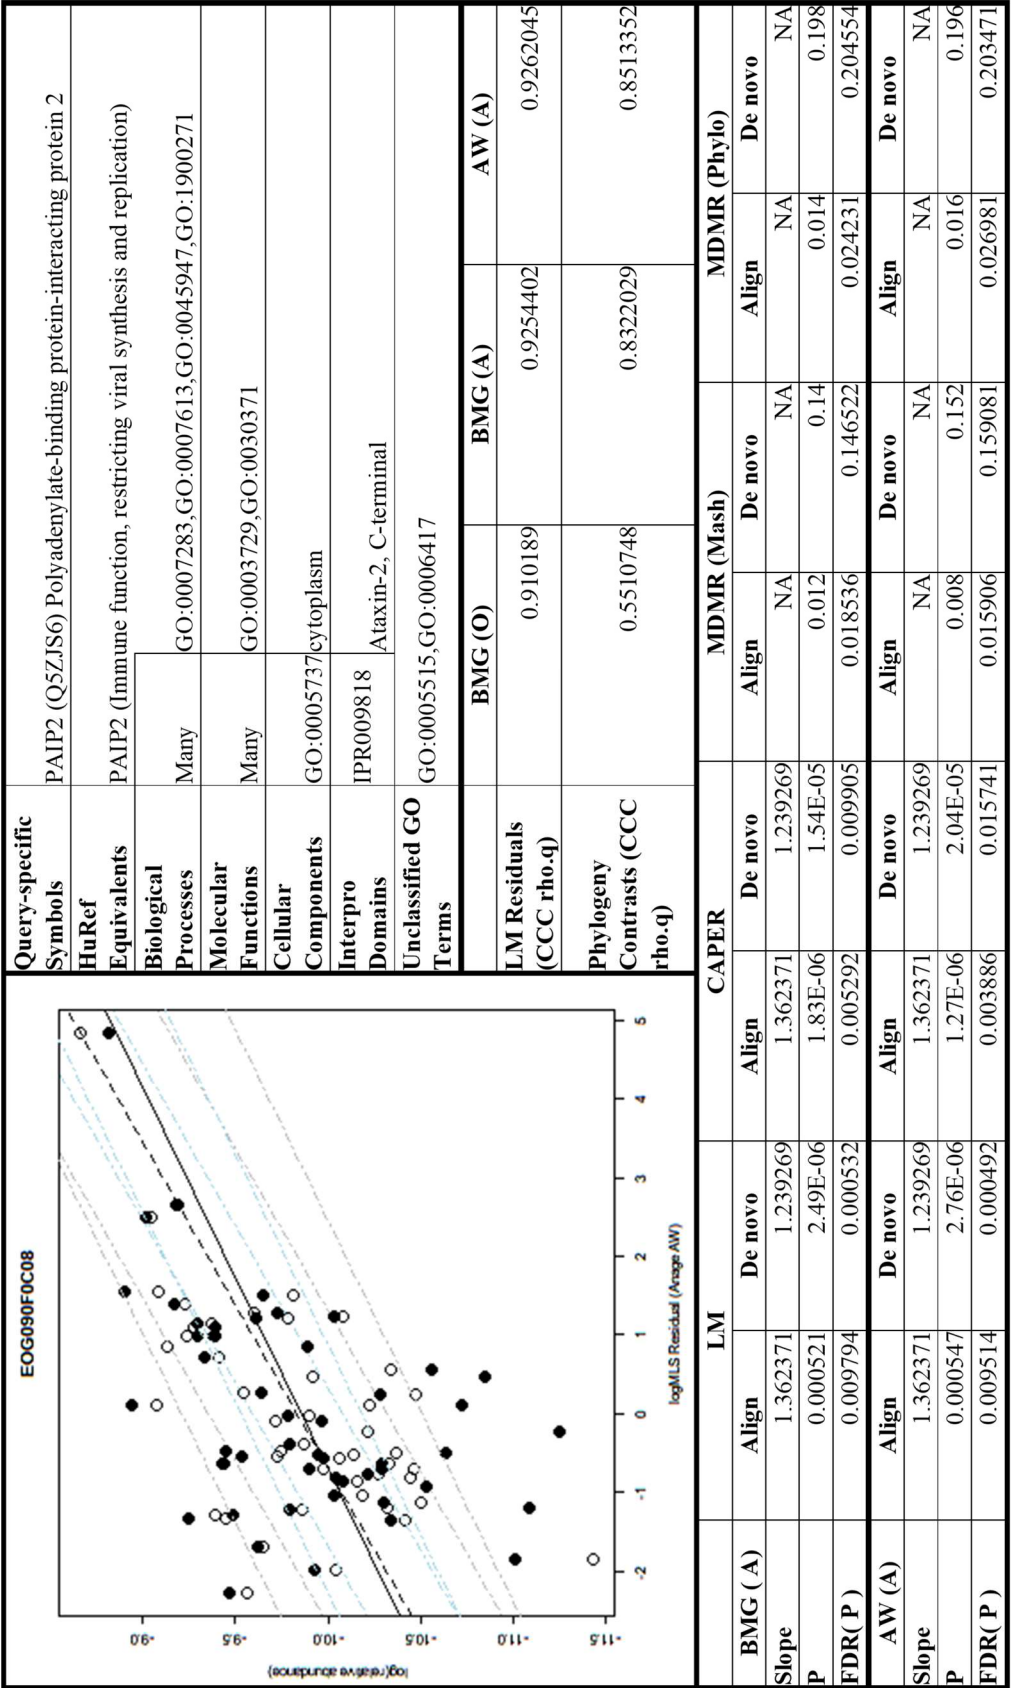 EOG090F0C08
log(relative abundance)
-9.0
-9.5
-10.0
-10.5
-11.0
-11.5
-2
-1
0
1
2
3
4
5
logMLS Residual (Anage AW)
Query-specific Symbols PAIP2 (Q5ZJS6) Polyadenylate-binding protein-interacting protein 2
HuRef Equivalents PAIP2 (Immune function, restricting viral synthesis and replication)
Biological Processes Many GO:0007283,GO:0007613,GO:0045947,GO:1900271
Molecular Functions Many GO:0003729,GO:0030371
Cellular Components GO:0005737 cytoplasm
Interpro Domains IPR009818 Ataxin-2, C-terminal
Unclassified GO Terms GO:0005515,GO:0006417
BMG (O) BMG (A) AW (A)
LM Residuals (CCC rho.q) 0.910189 0.9254402 0.9262045
Phylogeny Contrasts (CCC rho.q) 0.5510748 0.8322029 0.8513352
LM CAPER MDMR (Mash) MDMR (Phylo)
BMG ( A) Align De novo Align De novo Align De novo Align De novo
Slope 1.362371 1.239269 1.362371 1.239269 NA NA NA NA
P 0.000521 2.49E-06 1.83E-06 1.54E-05 0.012 0.14 0.014 0.198
FDR( P ) 0.009794 0.000532 0.005292 0.009905 0.018536 0.146522 0.024231 0.204554
AW (A) Align De novo Align De novo Align De novo Align De novo
Slope 1.362371 1.239269 1.362371 1.239269 NA NA NA NA
P 0.000547 2.76E-06 1.27E-06 2.04E-05 0.008 0.152 0.016 0.196
FDR( P ) 0.009514 0.000492 0.003886 0.015741 0.015906 0.159081 0.026981 0.203471